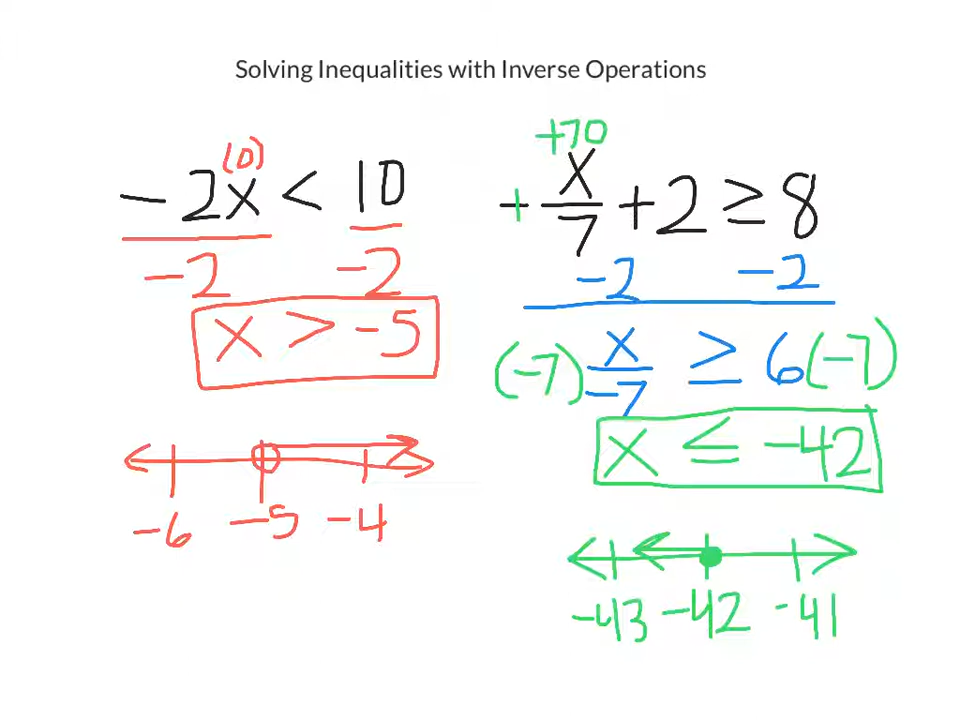 Solving Inequalities with Inverse Operations
(0)
-2x < 10
-2 -2
x > -5
-6 -5 -4
+70
+ - x/7 + 2 ≥ 8
-2 -2
(-7) x/-7 ≥ 6 (-7)
x ≤ -42
-43 -42 -41